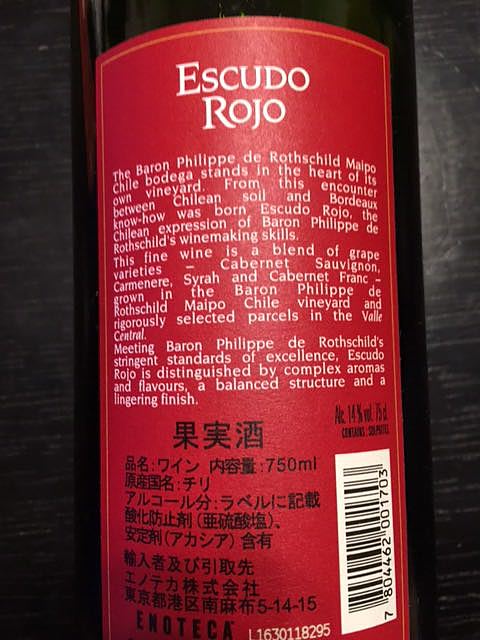 ESCUDO
ROJO
The Baron Philippe de Rothschild Maipo
Chile bodega stands in the heart of its
own vineyard. From this encounter
between Chilean soil and Bordeaux
know-how was born Escudo Rojo, the
Chilean expression of Baron Philippe de
Rothschild's winemaking skills.
This fine wine is a blend of grape
varieties – Cabernet Sauvignon,
Carmenere, Syrah and Cabernet Franc –
grown in the Baron Philippe de
Rothschild Maipo Chile vineyard and
rigorously selected parcels in the Valle
Central.
Meeting Baron Philippe de Rothschild's
stringent standards of excellence, Escudo
Rojo is distinguished by complex aromas
and flavours, a balanced structure and a
lingering finish.
Alc. 14 % vol. 75 cl
CONTAINS : SULPHITES
果実酒
品名:ワイン 内容量:750ml
原産国名:チリ
アルコール分:ラベルに記載
酸化防止剤(亜硫酸塩)、
安定剤(アカシア)含有
輸入者及び引取先
エノテカ株式会社
東京都港区南麻布5-14-15
ENOTECA
L1630118295
7 804462 001703